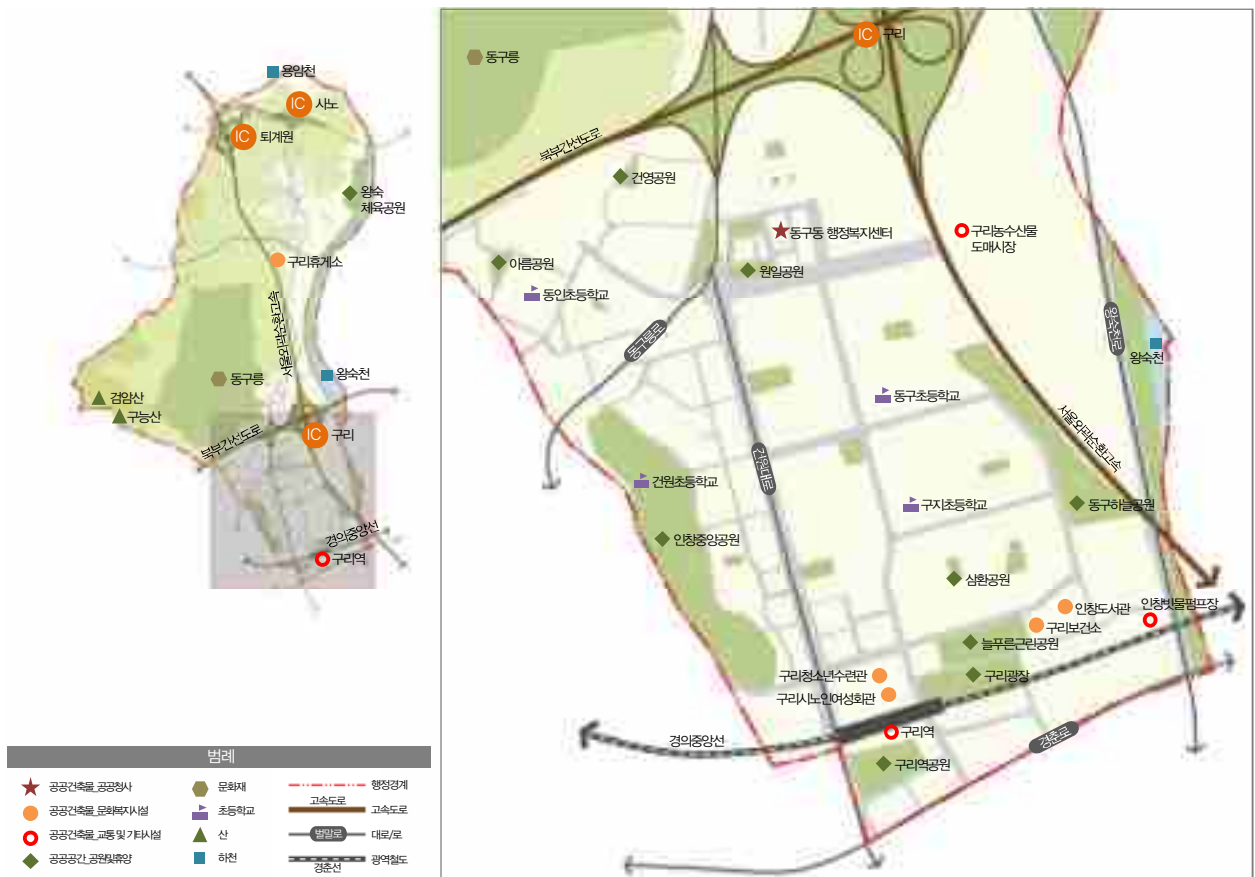 용암천
IC 사노
IC 퇴계원
왕숙
체육공원
구리휴게소
서울외곽순환고속
동구릉
왕숙천
검암산
구능산
북부간선도로
IC 구리
경의중앙선
구리역
동구릉
IC 구리
북부간선도로
건영공원
동구동 행정복지센터
구리농수산물
도매시장
아름공원
원일공원
동인초등학교
동구릉로
왕숙천로
왕숙천
동구초등학교
서울외곽순환고속
건원대로
건원초등학교
구지초등학교
동구하늘공원
인창중앙공원
삼환공원
인창도서관
인창빗물펌프장
구리보건소
늘푸른근린공원
구리청소년수련관
구리광장
구리시노인여성회관
구리역
경의중앙선
경춘로
구리역공원
범례
공공건축물_공공청사
문화재
행정경계
공공건축물_문화복지시설
초등학교
고속도로
고속도로
공공건축물_교통 및 기타시설
산
벌말로
대로/로
공공공간_공원및휴양
하천
경춘선
광역철도